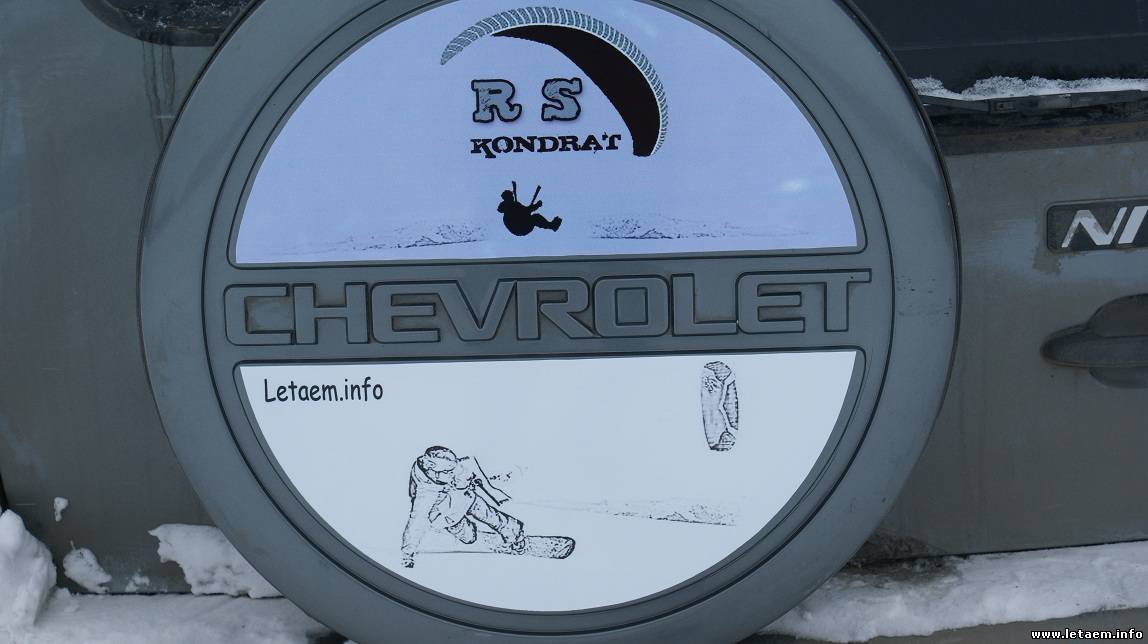 R S
KONDRAT
CHEVROLET
Letaem.info
www.letaem.info